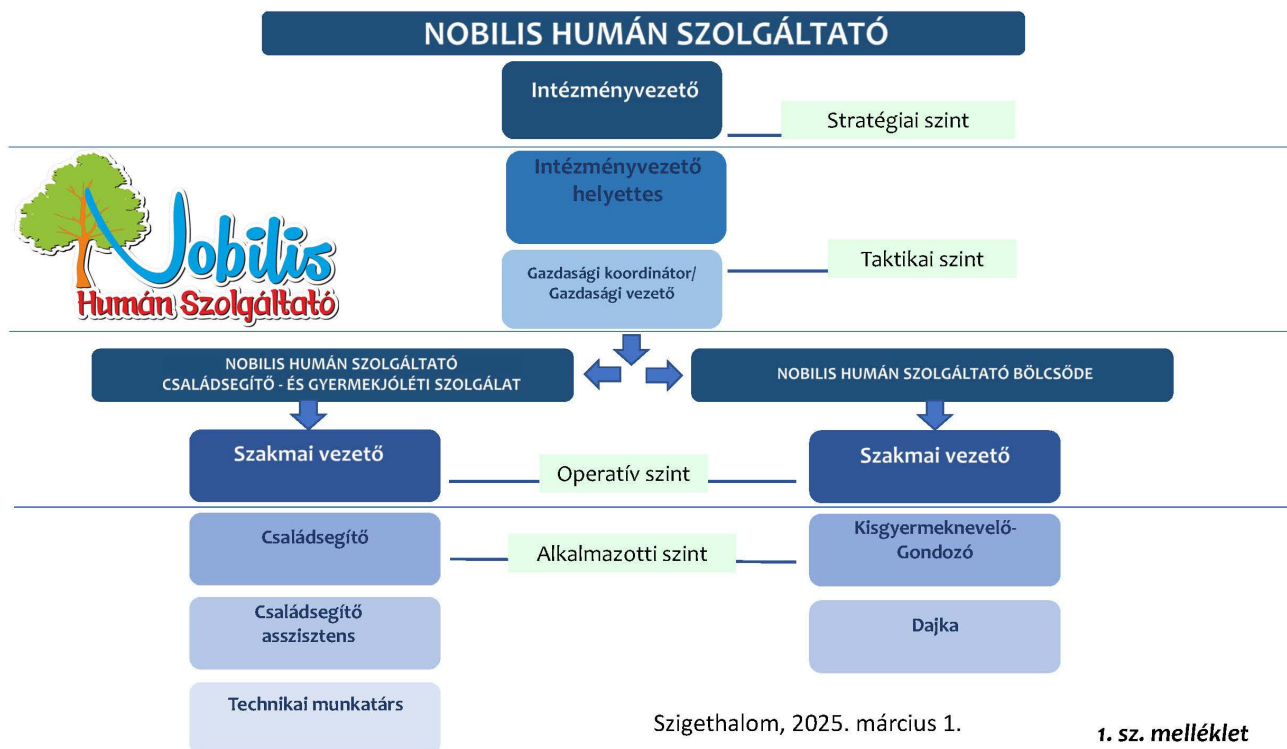 NOBILIS HUMÁN SZOLGÁLTATÓ
Intézményvezető
Stratégiai szint
Intézményvezető
helyettes
Nobilis
Humán Szolgáltató
Gazdasági koordinátor/
Gazdasági vezető
Taktikai szint
NOBILIS HUMÁN SZOLGÁLTATÓ
CSALÁDSEGÍTŐ - ÉS GYERMEKJÓLÉTI SZOLGÁLAT
NOBILIS HUMÁN SZOLGÁLTATÓ BÖLCSŐDE
Szakmai vezető
Operatív szint
Szakmai vezető
Családsegítő
Alkalmazotti szint
Kisgyermeknevelő-
Gondozó
Családsegítő
asszisztens
Dajka
Technikai munkatárs
Szigethalom, 2025. március 1.
1. sz. melléklet